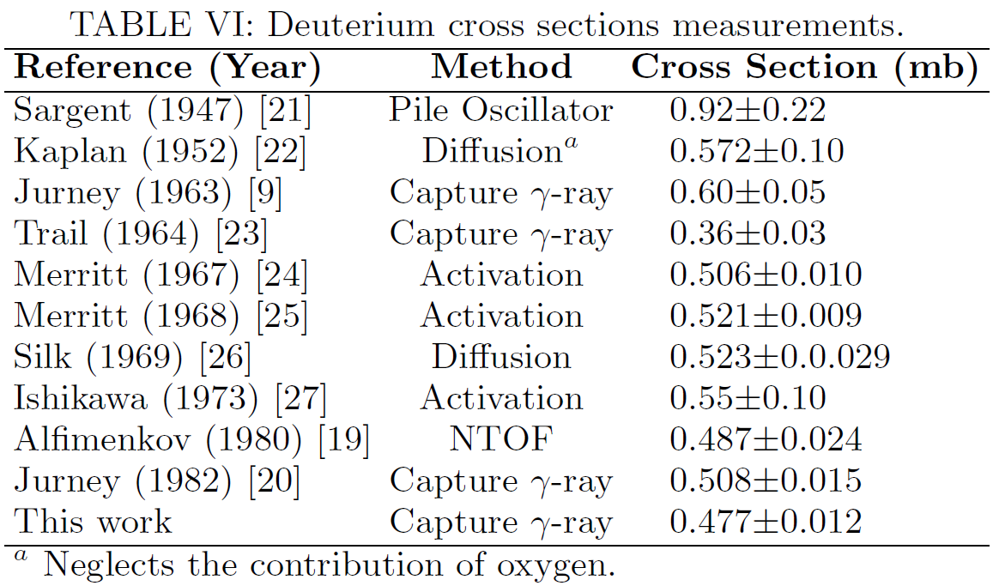 TABLE VI: Deuterium cross sections measurements.
Reference (Year) Method Cross Section (mb)
Sargent (1947) [21] Pile Oscillator 0.92±0.22
Kaplan (1952) [22] Diffusionᵃ 0.572±0.10
Jurney (1963) [9] Capture γ-ray 0.60±0.05
Trail (1964) [23] Capture γ-ray 0.36±0.03
Merritt (1967) [24] Activation 0.506±0.010
Merritt (1968) [25] Activation 0.521±0.009
Silk (1969) [26] Diffusion 0.523±0.0.029
Ishikawa (1973) [27] Activation 0.55±0.10
Alfimenkov (1980) [19] NTOF 0.487±0.024
Jurney (1982) [20] Capture γ-ray 0.508±0.015
This work Capture γ-ray 0.477±0.012
ᵃ Neglects the contribution of oxygen.